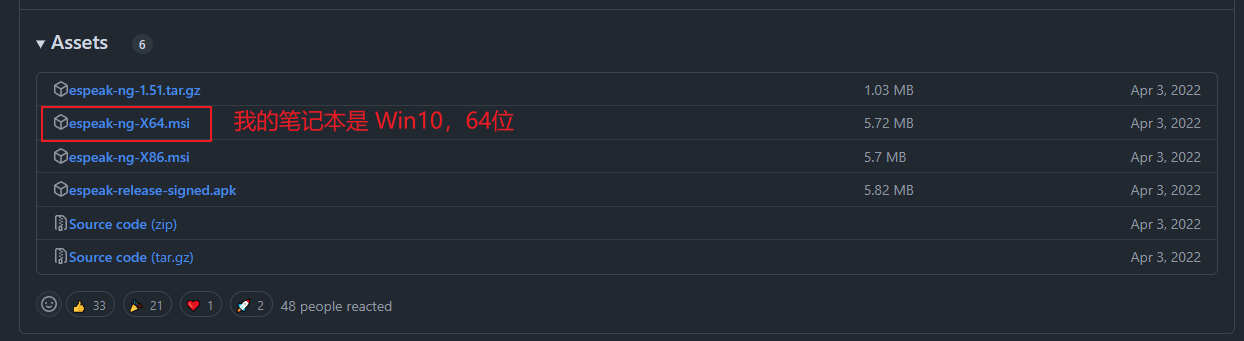 Assets 6
espeak-ng-1.51.tar.gz 1.03 MB Apr 3, 2022
espeak-ng-X64.msi 我的笔记本是 Win10，64位 5.72 MB Apr 3, 2022
espeak-ng-X86.msi 5.7 MB Apr 3, 2022
espeak-release-signed.apk 5.82 MB Apr 3, 2022
Source code (zip) Apr 3, 2022
Source code (tar.gz) Apr 3, 2022
33 21 1 2 48 people reacted